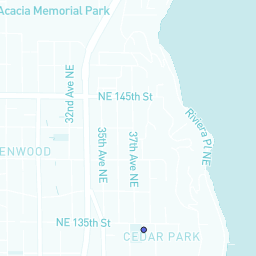 Acacia Memorial Park
32nd Ave NE
NE 145th St
Riviera Pl NE
35th Ave NE
37th Ave NE
ENWOOD
NE 135th St
CEDAR PARK